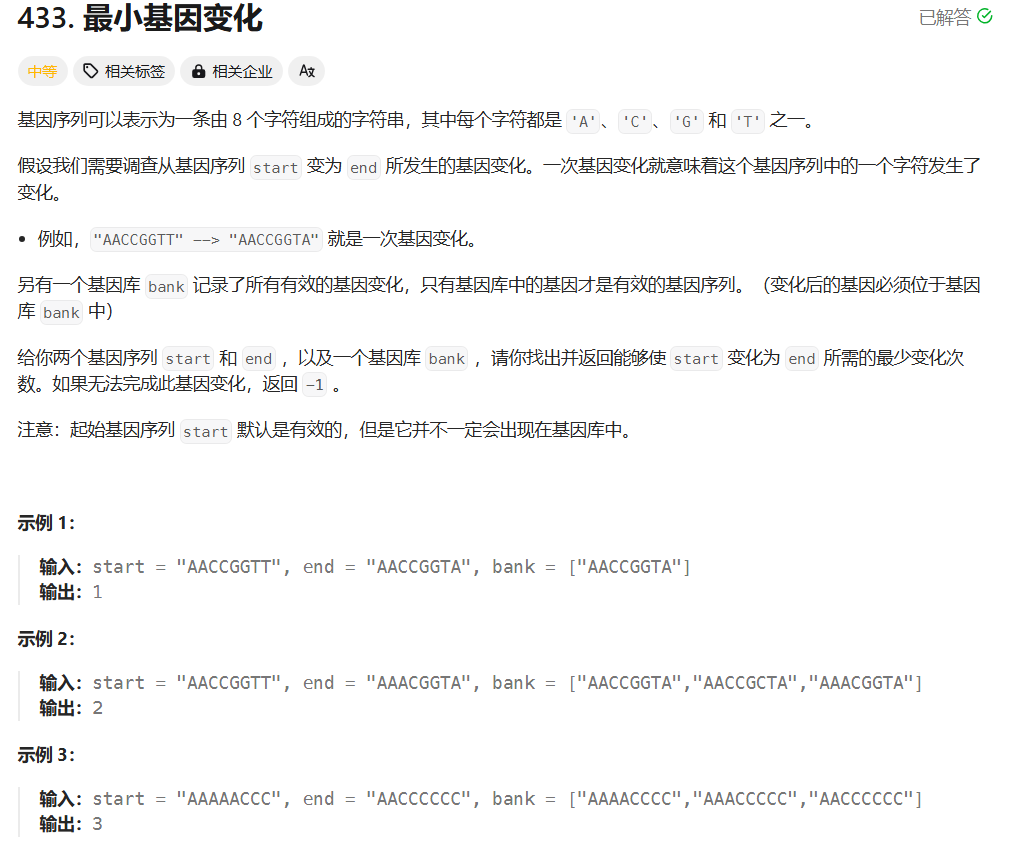 433. 最小基因变化
已解答
中等
相关标签
相关企业
基因序列可以表示为一条由 8 个字符组成的字符串，其中每个字符都是 'A'、'C'、'G' 和 'T' 之一。
假设我们需要调查从基因序列 start 变为 end 所发生的基因变化。一次基因变化就意味着这个基因序列中的一个字符发生了
变化。
• 例如，"AACCGGTT" --> "AACCGGTA" 就是一次基因变化。
另有一个基因库 bank 记录了所有有效的基因变化，只有基因库中的基因才是有效的基因序列。（变化后的基因必须位于基因
库 bank 中）
给你两个基因序列 start 和 end ，以及一个基因库 bank ，请你找出并返回能够使 start 变化为 end 所需的最少变化次
数。如果无法完成此基因变化，返回 -1 。
注意：起始基因序列 start 默认是有效的，但是它并不一定会出现在基因库中。
示例 1：
输入：start = "AACCGGTT", end = "AACCGGTA", bank = ["AACCGGTA"]
输出：1
示例 2：
输入：start = "AACCGGTT", end = "AAACGGTA", bank = ["AACCGGTA","AACCGCTA","AAACGGTA"]
输出：2
示例 3：
输入：start = "AAAAACCC", end = "AACCCCCC", bank = ["AAAACCCC","AAACCCCC","AACCCCCC"]
输出：3